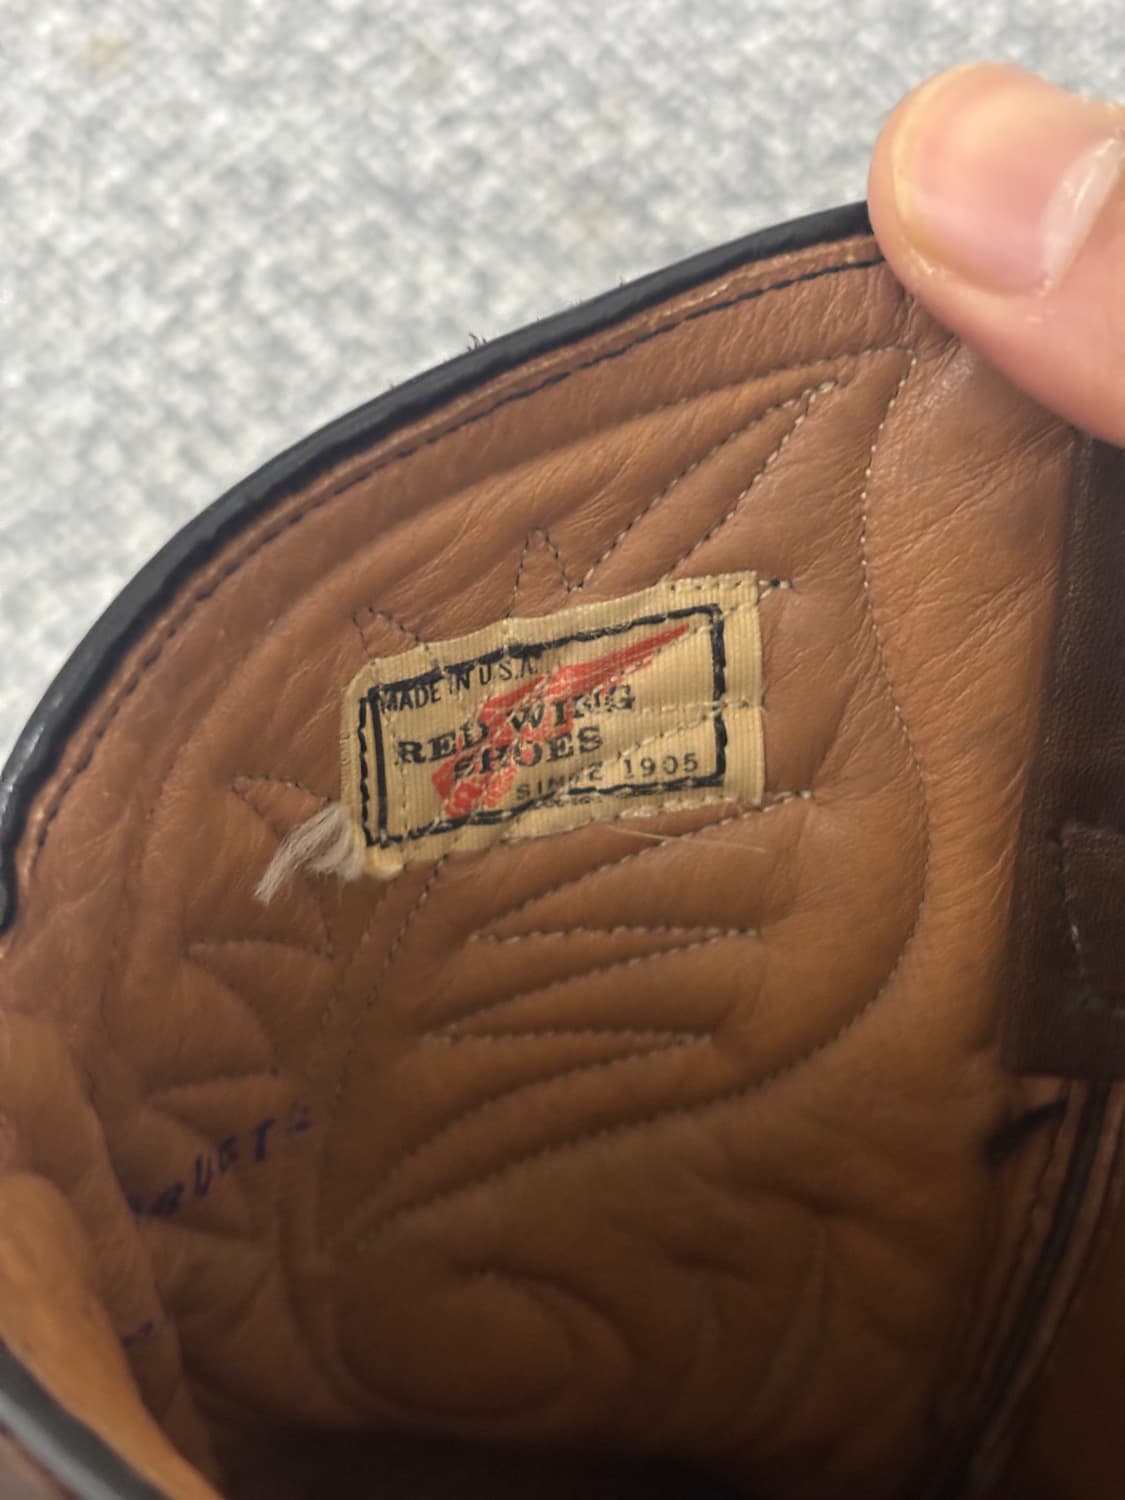 MADE IN U.S.A.
RED WING
SHOES
SINCE 1905